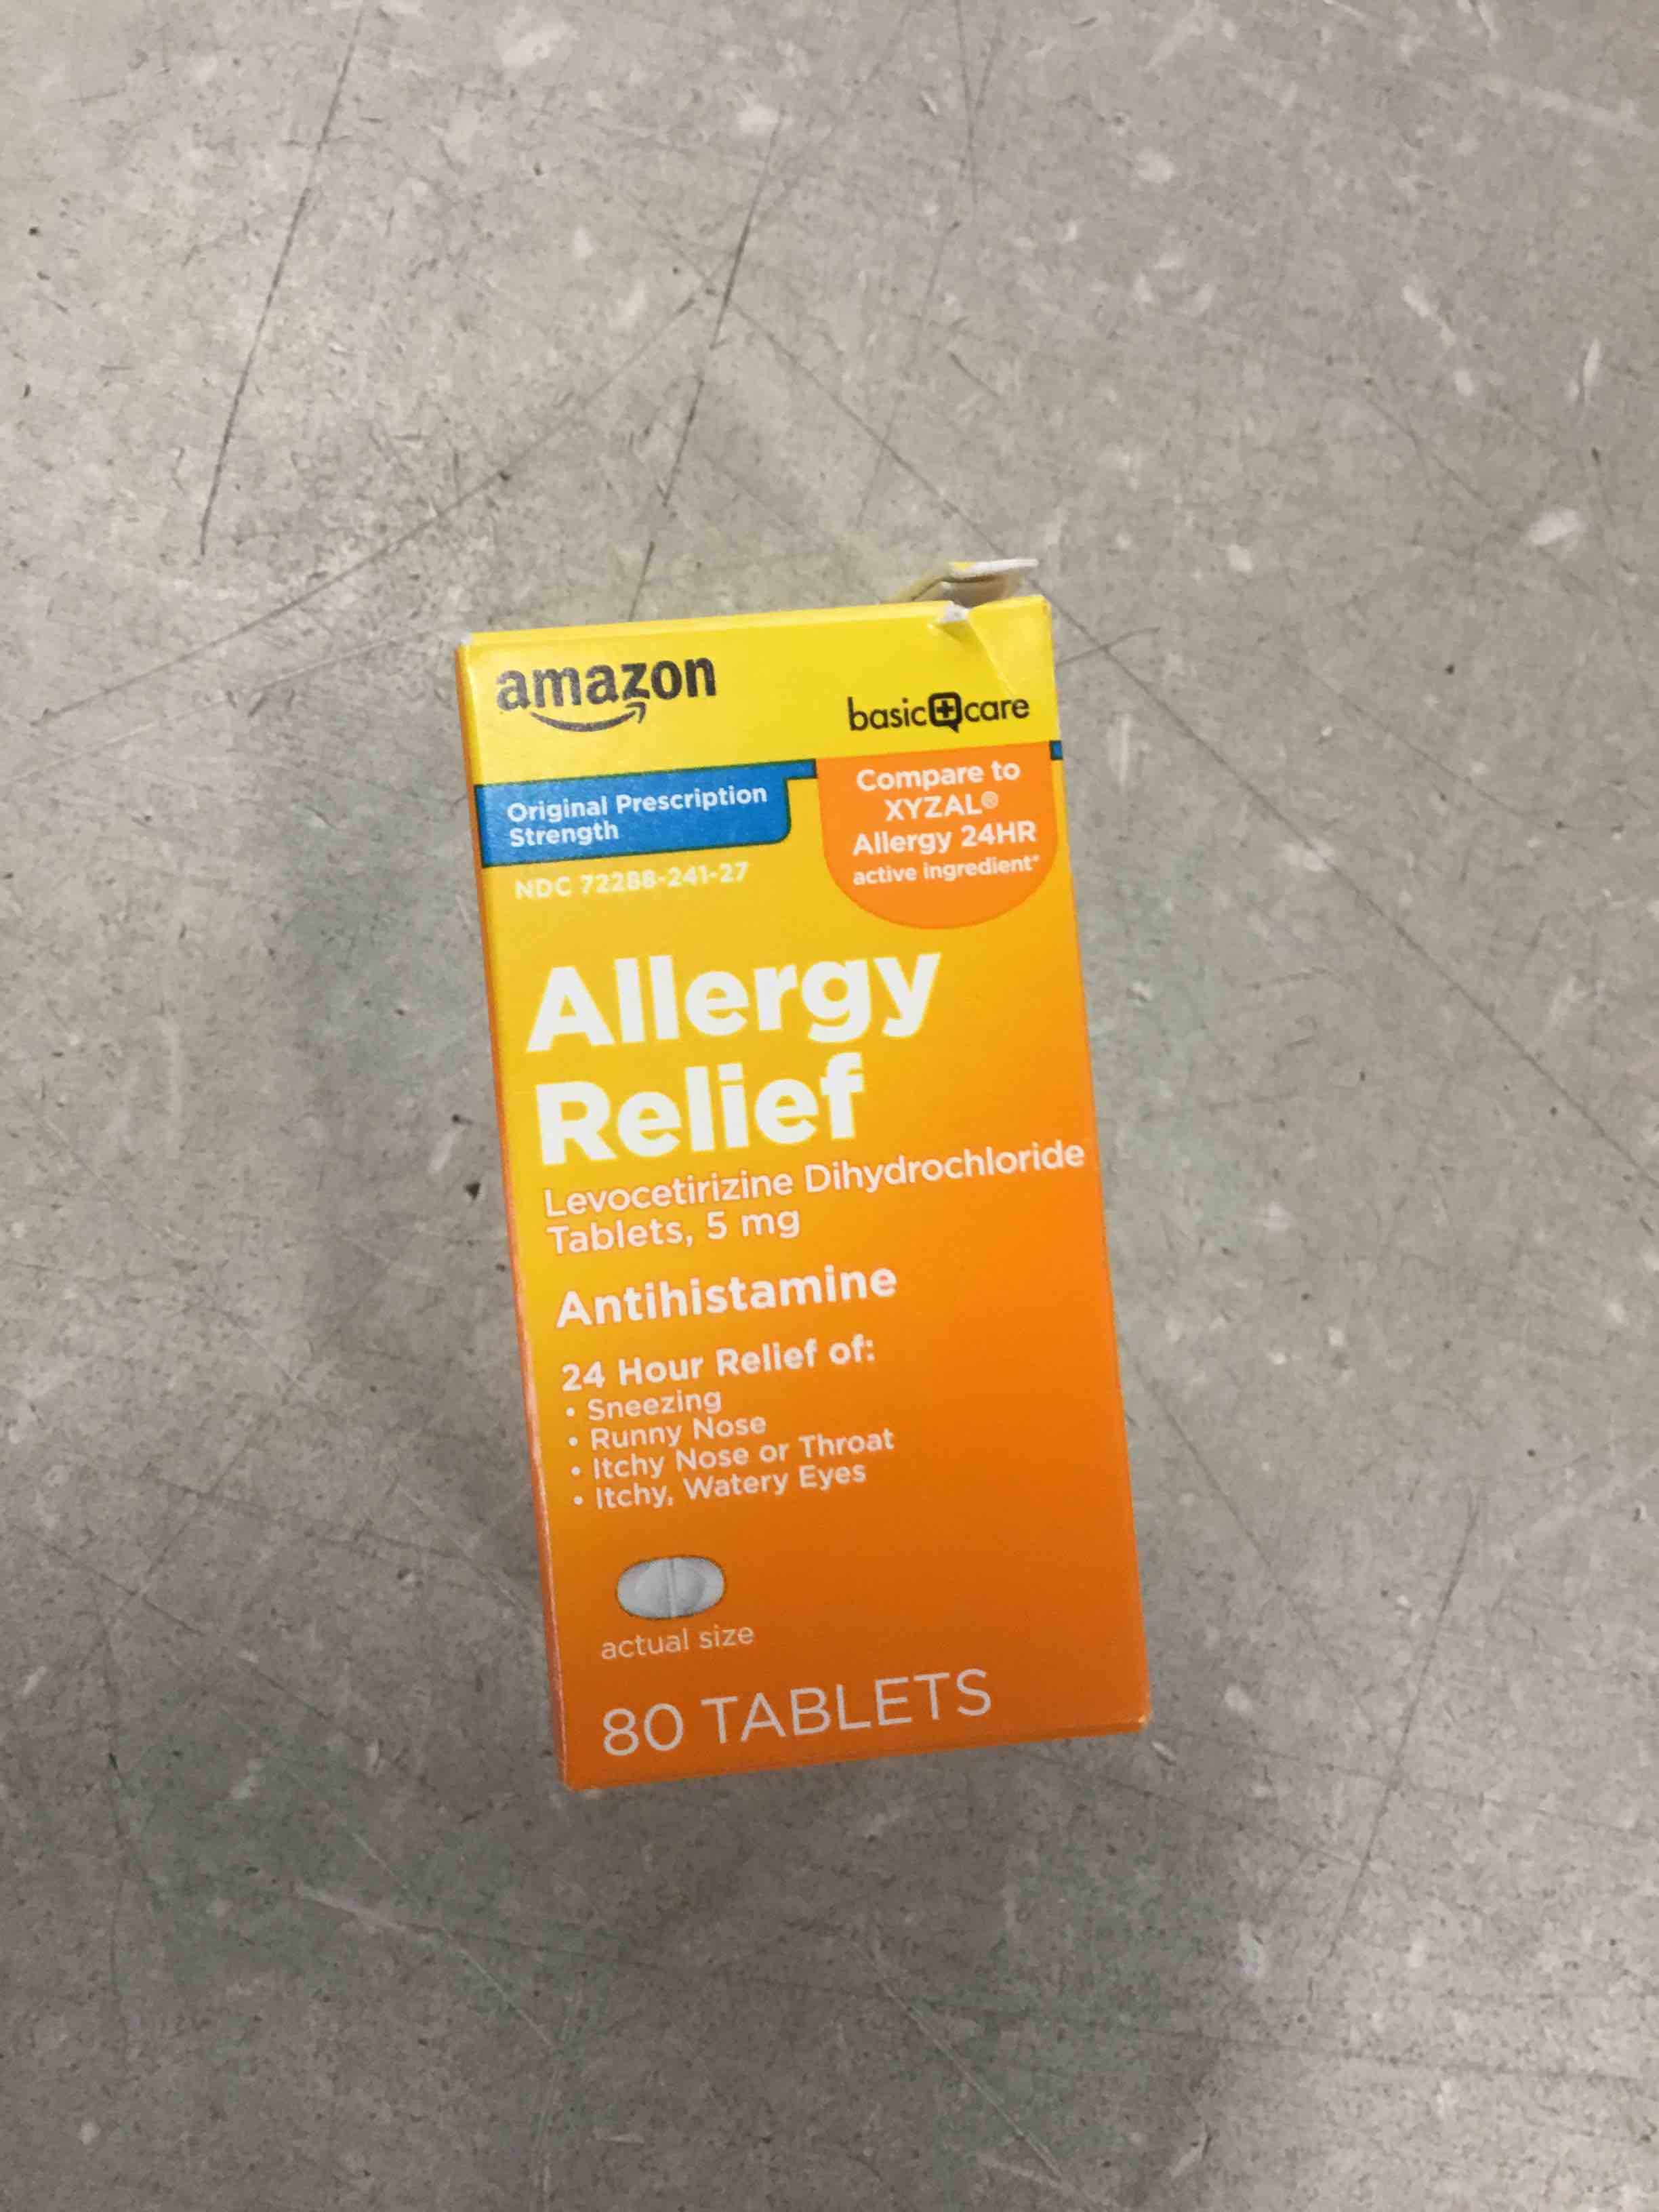 amazon
basic care
Original Prescription
Strength
Compare to
XYZAL®
Allergy 24HR
active ingredient*
NDC 72288-241-27
Allergy
Relief
Levocetirizine Dihydrochloride
Tablets, 5 mg
Antihistamine
24 Hour Relief of:
• Sneezing
• Runny Nose
• Itchy Nose or Throat
• Itchy, Watery Eyes
actual size
80 TABLETS